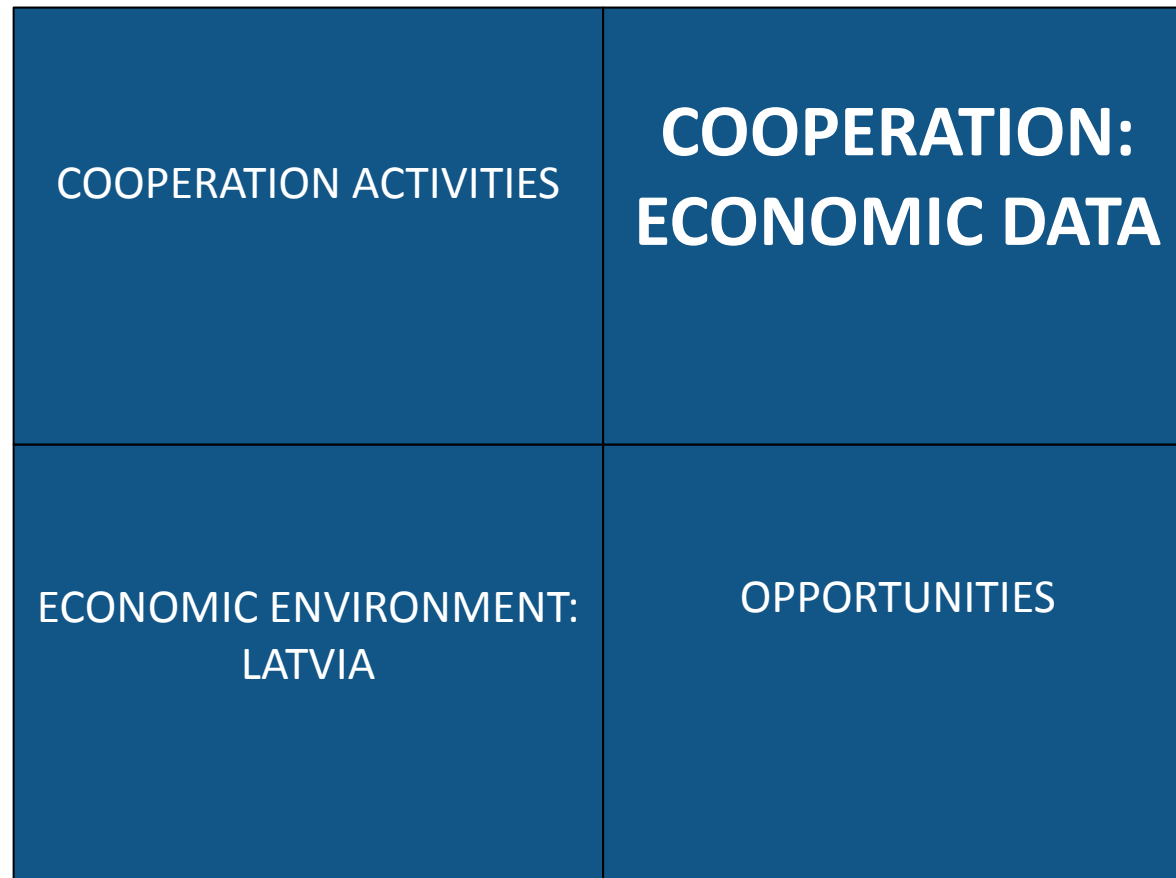 COOPERATION ACTIVITIES
COOPERATION:
ECONOMIC DATA
ECONOMIC ENVIRONMENT:
LATVIA
OPPORTUNITIES